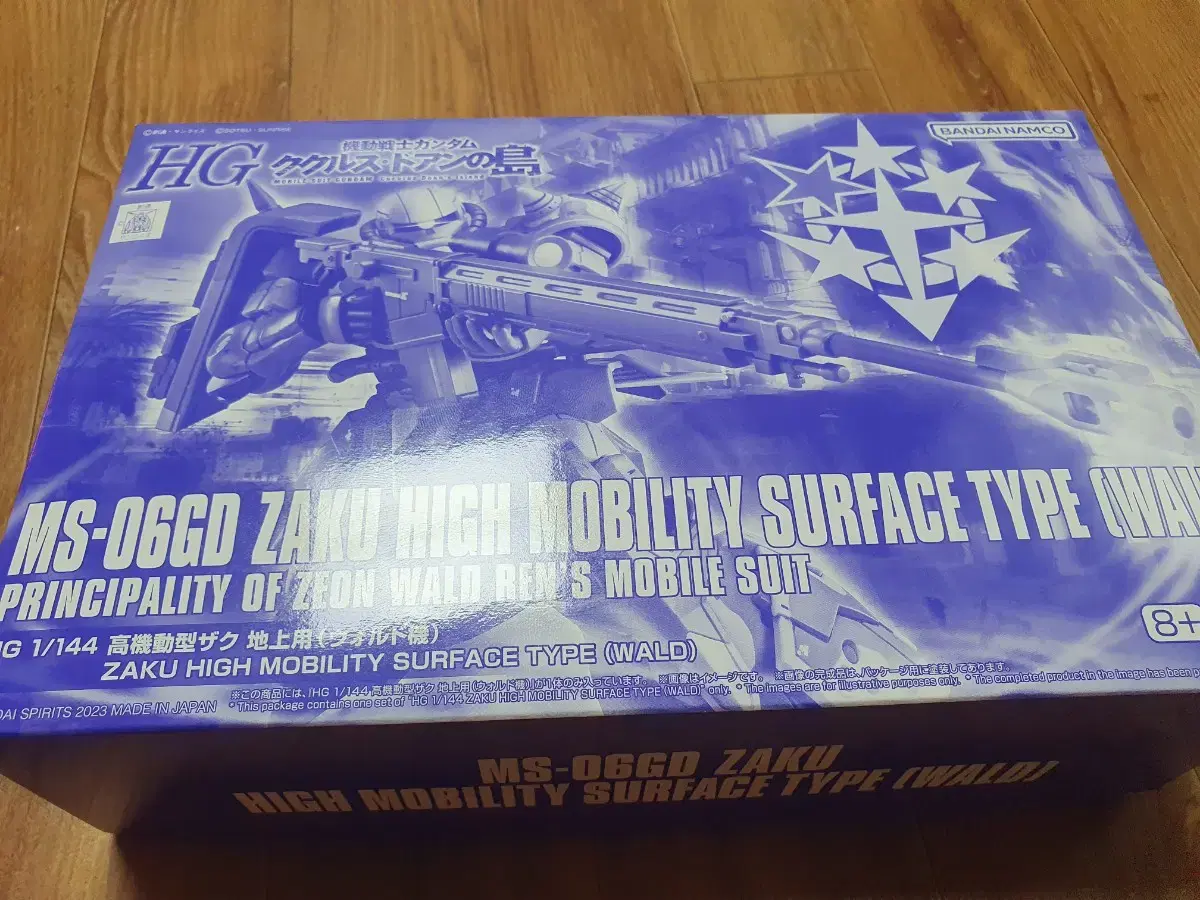 ©創通・サンライズ ©SOTSU・SUNRISE
BANDAI NAMCO
HG
機動戦士ガンダム
ククルス・ドアンの島
MOBILE SUIT GUNDAM CUCURUZ DOAN'S ISLAND
MS-06GD ZAKU HIGH MOBILITY SURFACE TYPE (WAL
PRINCIPALITY OF ZEON WALD REN'S MOBILE SUIT
8+
HG 1/144 高機動型ザク 地上用(ウォルド機)
ZAKU HIGH MOBILITY SURFACE TYPE (WALD)
※この商品には、「HG 1/144 高機動型ザク 地上用(ウォルド機)」が1体のみ入っています。 ※画像はイメージです。 ※画像の完成品は、パッケージ用に塗装してあります。
* This package contains one set of "HG 1/144 ZAKU HIGH MOBILITY SURFACE TYPE (WALD)" only. * The images are for illustrative purposes only. * The completed product in the image has been p
DAI SPIRITS 2023 MADE IN JAPAN
MS-06GD ZAKU
HIGH MOBILITY SURFACE TYPE (WALD)